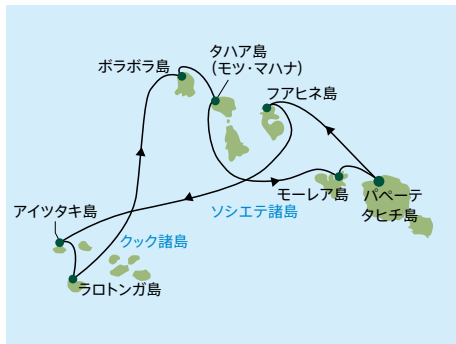 タハア島
(モツ・マハナ)
ボラボラ島
フアヒネ島
モーレア島
パペーテ
タヒチ島
ソシエテ諸島
アイツタキ島
クック諸島
ラロトンガ島